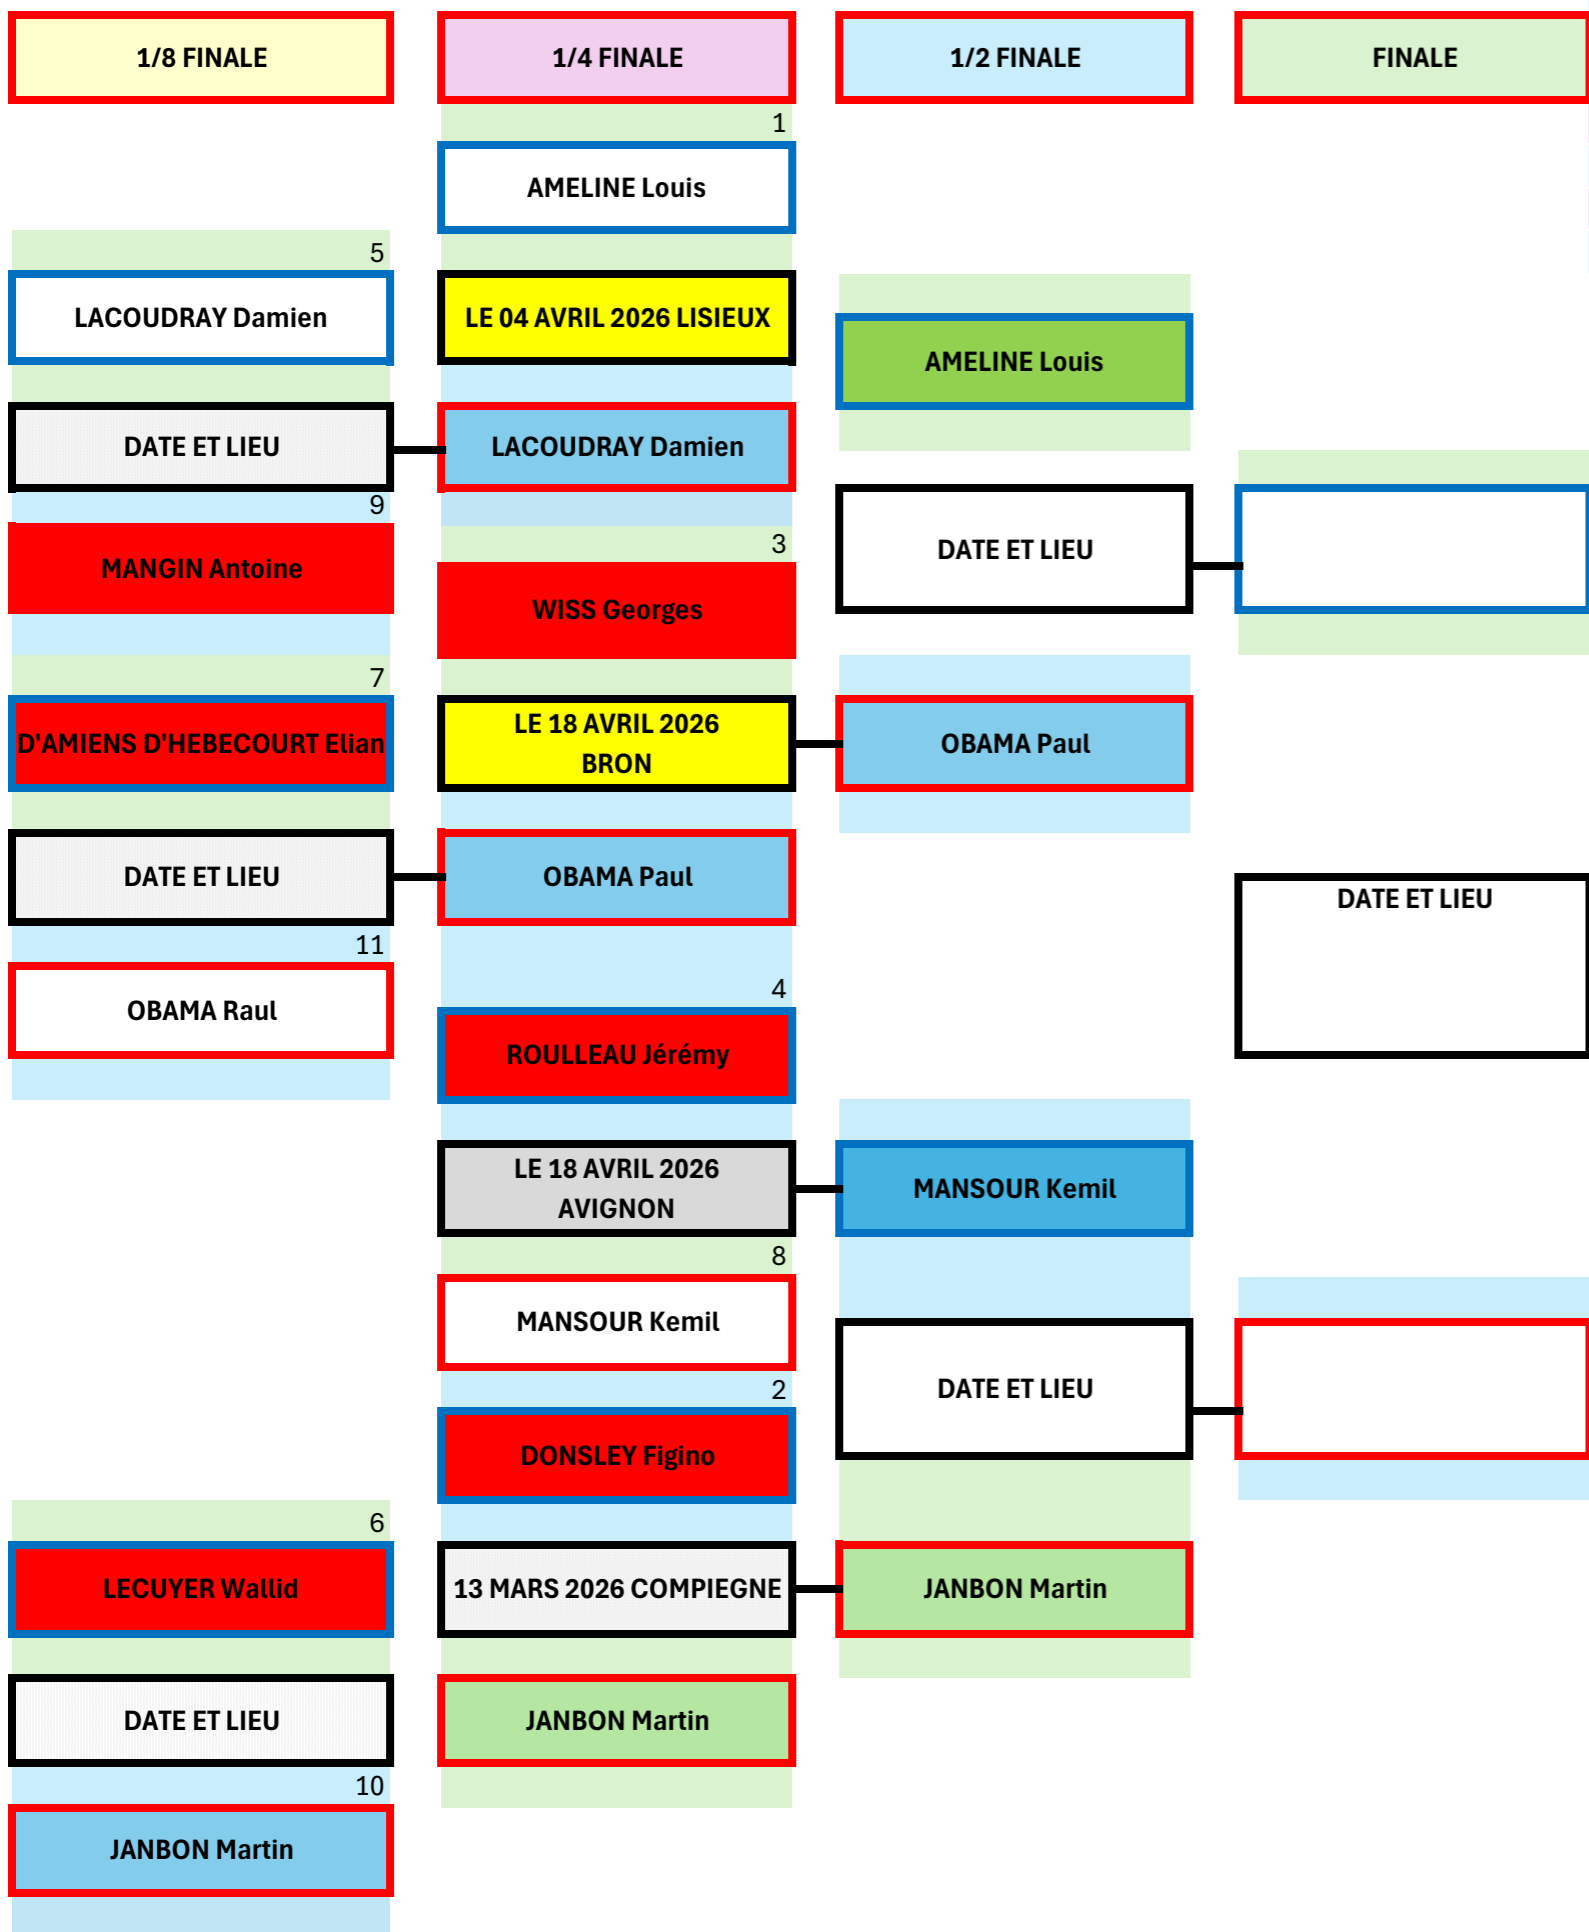 1/8 FINALE
1/4 FINALE
1/2 FINALE
FINALE
1
AMELINE Louis
5
LACOUDRAY Damien
LE 04 AVRIL 2026 LISIEUX
AMELINE Louis
DATE ET LIEU
LACOUDRAY Damien
9
MANGIN Antoine
3
WISS Georges
DATE ET LIEU
7
D'AMIENS D'HEBECOURT Elian
LE 18 AVRIL 2026
BRON
OBAMA Paul
DATE ET LIEU
OBAMA Paul
DATE ET LIEU
11
OBAMA Raul
4
ROULLEAU Jérémy
LE 18 AVRIL 2026
AVIGNON
MANSOUR Kemil
8
MANSOUR Kemil
2
DONSLEY Figino
DATE ET LIEU
6
LECUYER Wallid
13 MARS 2026 COMPIEGNE
JANBON Martin
DATE ET LIEU
JANBON Martin
10
JANBON Martin